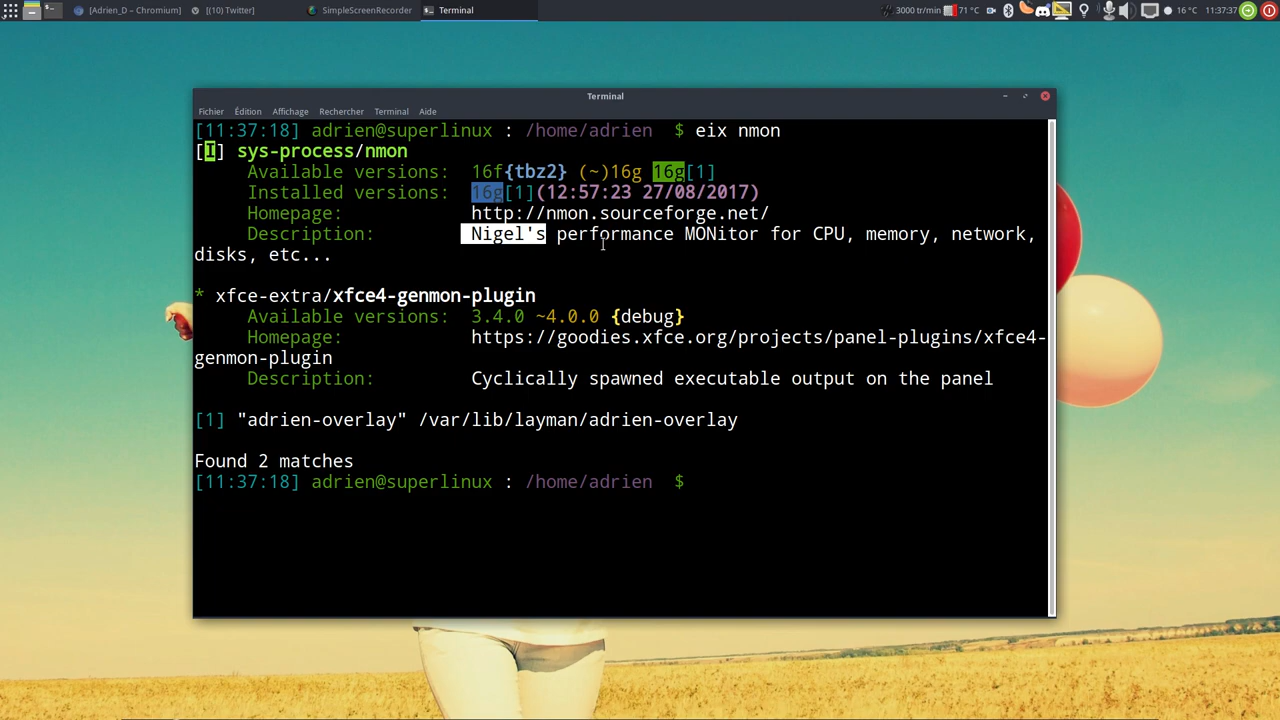 [Adrien_D – Chromium] [(10) Twitter] SimpleScreenRecorder Terminal 3000 tr/min 71 °C 16 °C 11:37:37
Terminal
Fichier Édition Affichage Rechercher Terminal Aide
[11:37:18] adrien@superlinux : /home/adrien $ eix nmon
[I] sys-process/nmon
Available versions: 16f{tbz2} (~)16g 16g[1]
Installed versions: 16g[1](12:57:23 27/08/2017)
Homepage: http://nmon.sourceforge.net/
Description: Nigel's performance MONitor for CPU, memory, network,
disks, etc...
* xfce-extra/xfce4-genmon-plugin
Available versions: 3.4.0 ~4.0.0 {debug}
Homepage: https://goodies.xfce.org/projects/panel-plugins/xfce4-
genmon-plugin
Description: Cyclically spawned executable output on the panel
[1] "adrien-overlay" /var/lib/layman/adrien-overlay
Found 2 matches
[11:37:18] adrien@superlinux : /home/adrien $